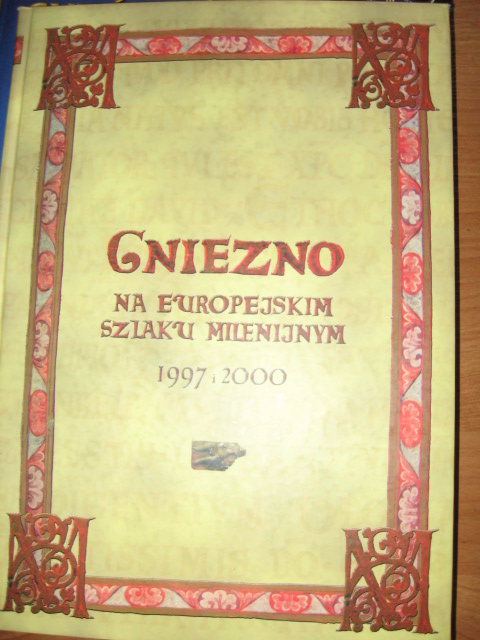 GNIEZNO
NA EUROPEJSKIM
SZLAKU MILENIJNYM
1997 i 2000